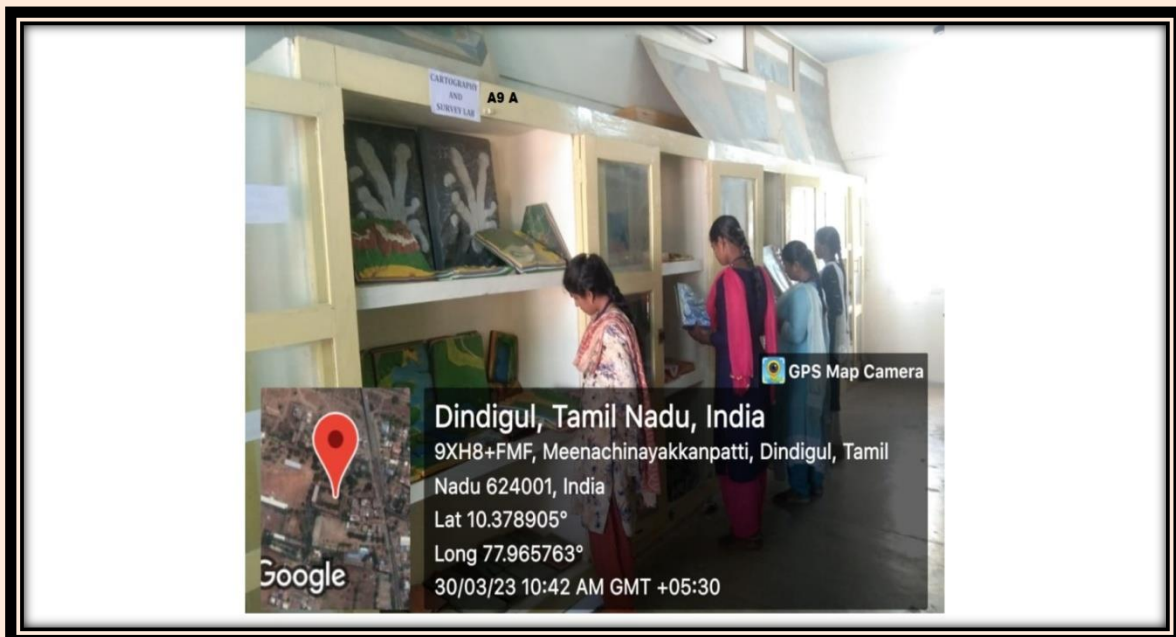 CARTOGRAPHY
AND
SURVEY LAB
A9 A
GPS Map Camera
Dindigul, Tamil Nadu, India
9XH8+FMF, Meenachinayakkanpatti, Dindigul, Tamil
Nadu 624001, India
Lat 10.378905°
Long 77.965763°
30/03/23 10:42 AM GMT +05:30
Google